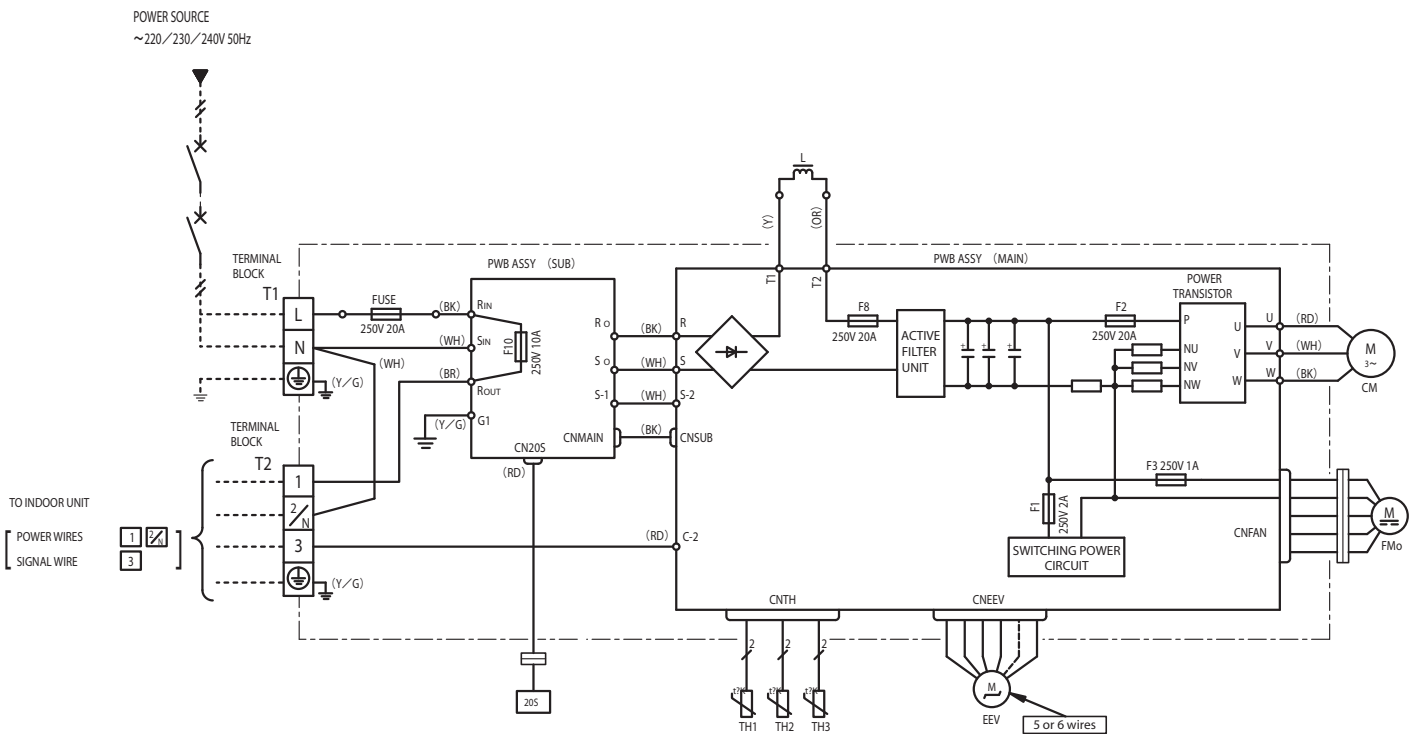 POWER SOURCE
~220／230／240V 50Hz
L
(Y)
(OR)
TERMINAL
BLOCK
T1
PWB ASSY （SUB）
PWB ASSY （MAIN）
T1
T2
POWER
TRANSISTOR
L
FUSE
250V 20A
(BK)
RIN
F10
250V 10A
R O
(BK)
R
F8
250V 20A
ACTIVE
FILTER
UNIT
+
+
+
F2
250V 20A
P
U
U
(RD)
N
(WH)
SIN
S O
(WH)
S
NU
V
V
(WH)
M
3~
CM
(WH)
(Y／G)
(BR)
ROUT
NV
NW
W
W
(BK)
S-1
(WH)
S-2
(Y／G)
G1
TERMINAL
BLOCK
T2
CN20S
CNMAIN
(BK)
CNSUB
(RD)
F3 250V 1A
1
TO INDOOR UNIT
2／N
F1
250V 2A
M
FMo
CNFAN
POWER WIRES
1
2／N
SIGNAL WIRE
3
3
(RD)
C-2
SWITCHING POWER
CIRCUIT
(Y／G)
CNTH
CNEEV
2
2
2
20S
t?K
t?K
t?K
M
TH1
TH2
TH3
EEV
5 or 6 wires